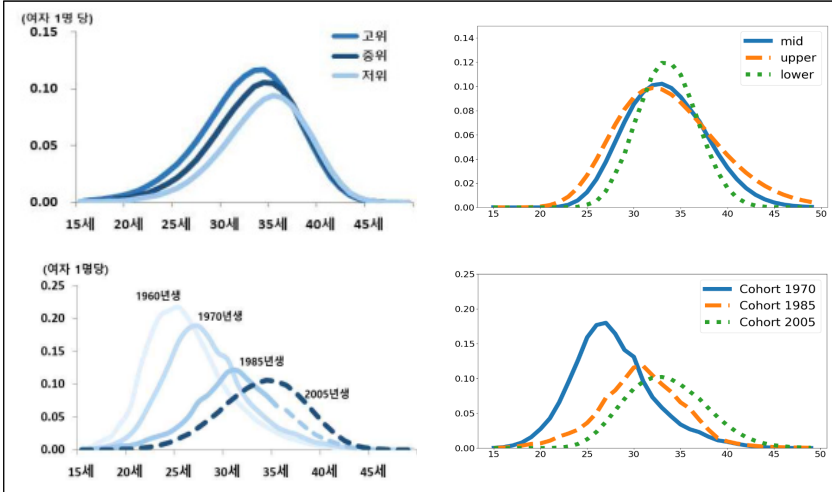 (여자 1명 당)
0.15
0.10
0.05
0.00
고위
중위
저위
15세 20세 25세 30세 35세 40세 45세
0.14
0.12
0.10
0.08
0.06
0.04
0.02
0.00
mid
upper
lower
15 20 25 30 35 40 45 50
(여자 1명당)
0.25
0.20
0.15
0.10
0.05
0.00
1960년생
1970년생
1985년생
2005년생
15세 20세 25세 30세 35세 40세 45세
0.25
0.20
0.15
0.10
0.05
0.00
Cohort 1970
Cohort 1985
Cohort 2005
15 20 25 30 35 40 45 50